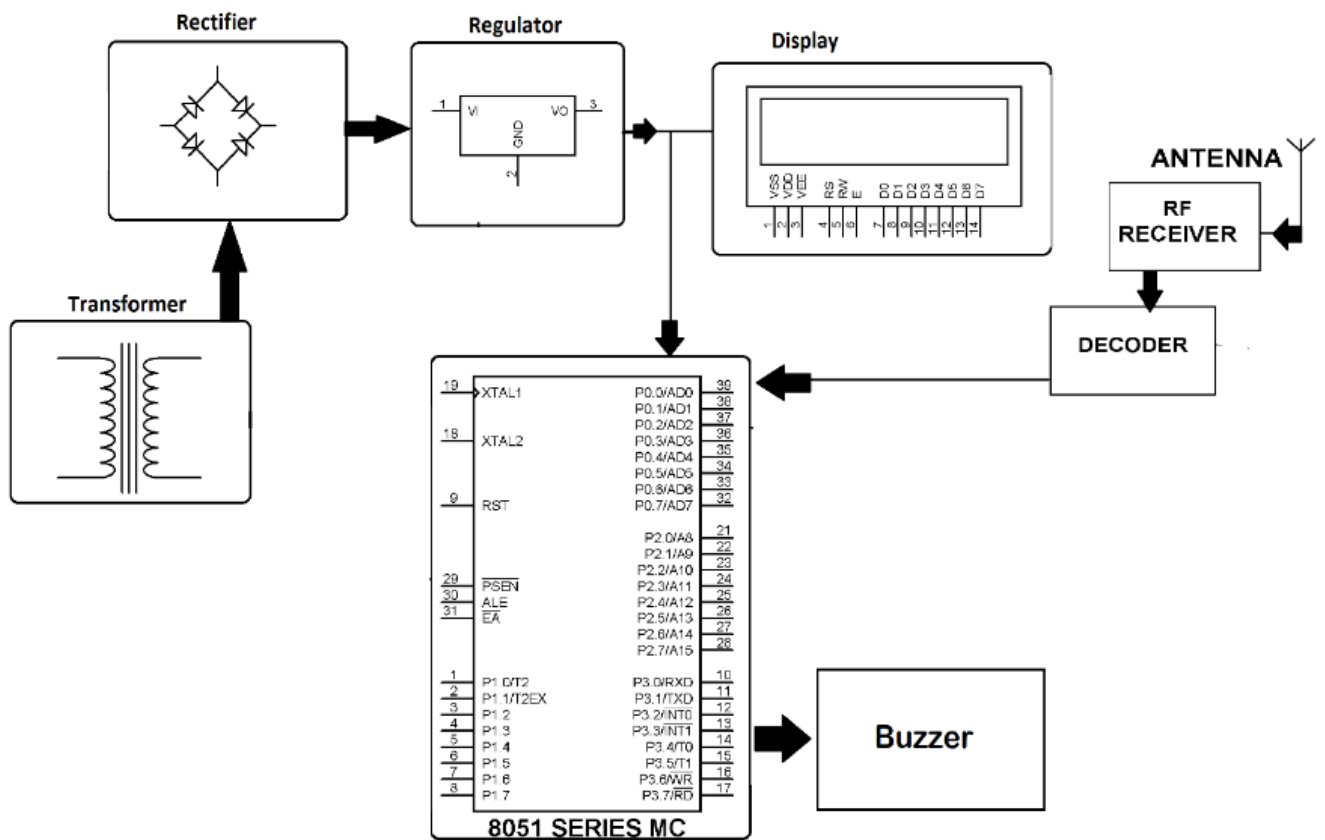 Rectifier
Regulator
Display
1
VI
VO
3
GND
2
VSS
VDD
VEE
RS
RW
E
D0
D1
D2
D3
D4
D5
D6
D7
1
2
3
4
5
6
7
8
9
10
11
12
13
14
ANTENNA
RF
RECEIVER
Transformer
DECODER
19
XTAL1
P0.0/AD0
39
P0.1/AD1
38
P0.2/AD2
37
18
XTAL2
P0.3/AD3
36
P0.4/AD4
35
P0.5/AD5
34
P0.6/AD6
33
9
RST
P0.7/AD7
32
P2.0/A8
21
P2.1/A9
22
P2.2/A10
23
29
PSEN
P2.3/A11
24
30
ALE
P2.4/A12
25
31
EA
P2.5/A13
26
P2.6/A14
27
P2.7/A15
28
1
P1.0/T2
P3.0/RXD
10
2
P1.1/T2EX
P3.1/TXD
11
3
P1.2
P3.2/INT0
12
4
P1.3
P3.3/INT1
13
5
P1.4
P3.4/T0
14
6
P1.5
P3.5/T1
15
7
P1.6
P3.6/WR
16
8
P1.7
P3.7/RD
17
Buzzer
8051 SERIES MC